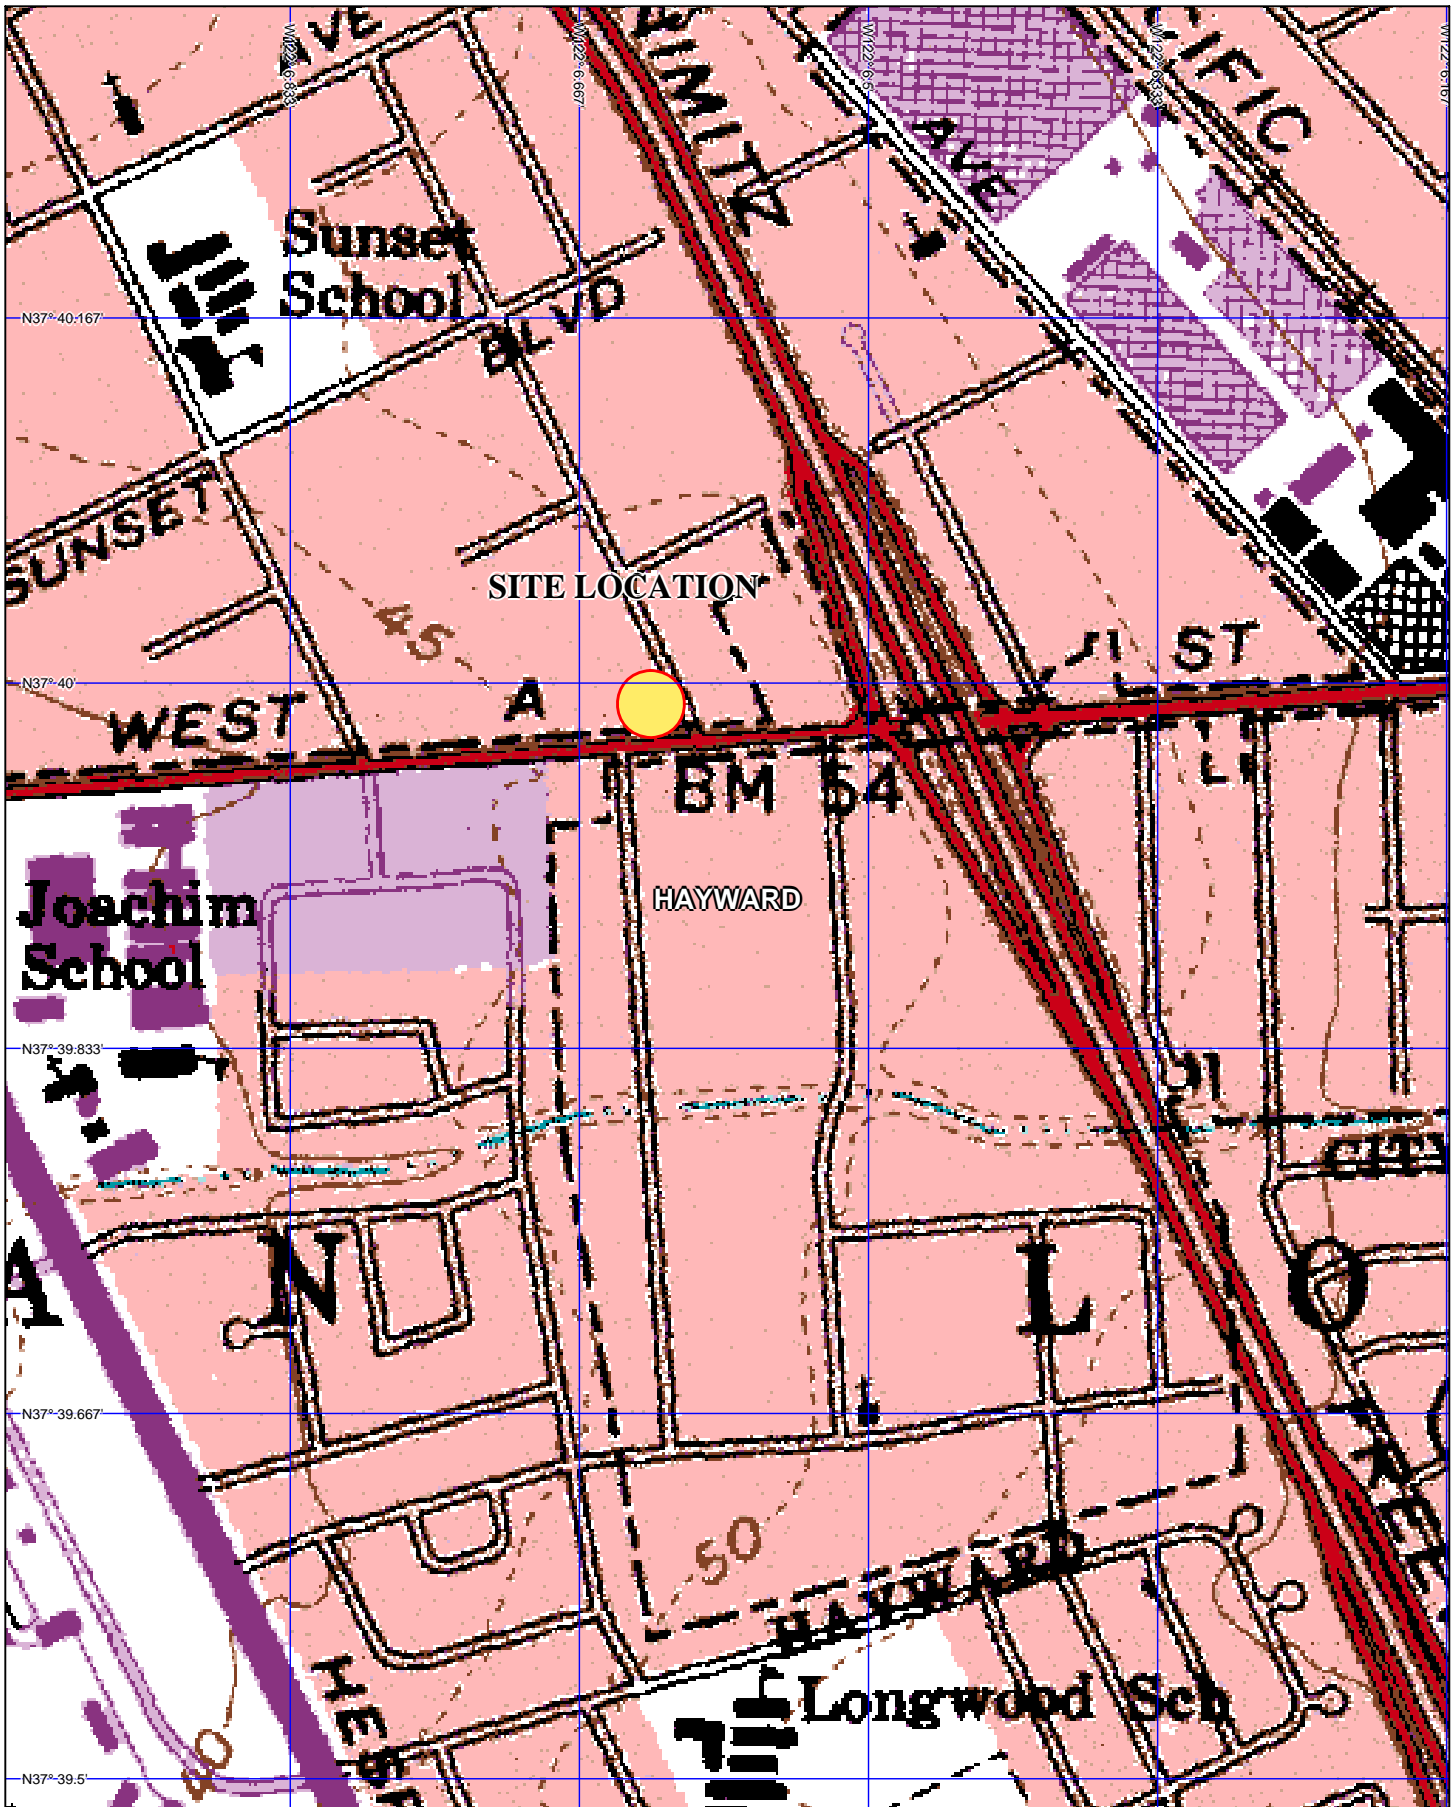 AVE
W122°6.833'
W122°6.667'
NIMITZ
W122°6.5'
AVE
W122°6.333'
IFIC
W122°6.167'
Sunset
School
BLVD
N37°40.167'
SUNSET
SITE LOCATION
45
ST
N37°40'
WEST
A
BM 54
Joachim
School
HAYWARD
N37°39.833'
A
N
L
O
N37°39.667'
50
HAYWARD
Longwood Sch
40
N37°39.5'